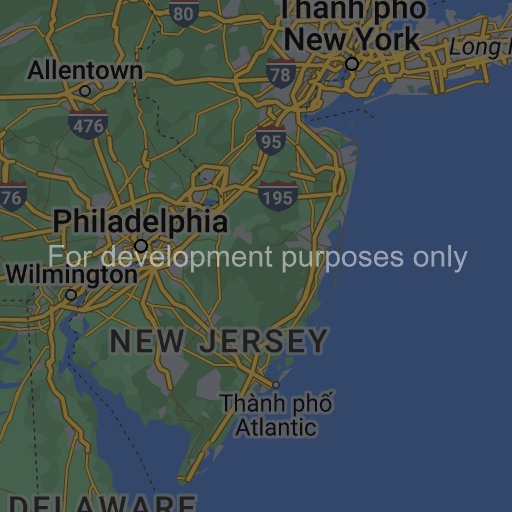 80
Thành phố
New York
Long
Allentown
78
476
95
76
195
Philadelphia
For development purposes only
Wilmington
NEW JERSEY
Thành phố
Atlantic
DELAWARE